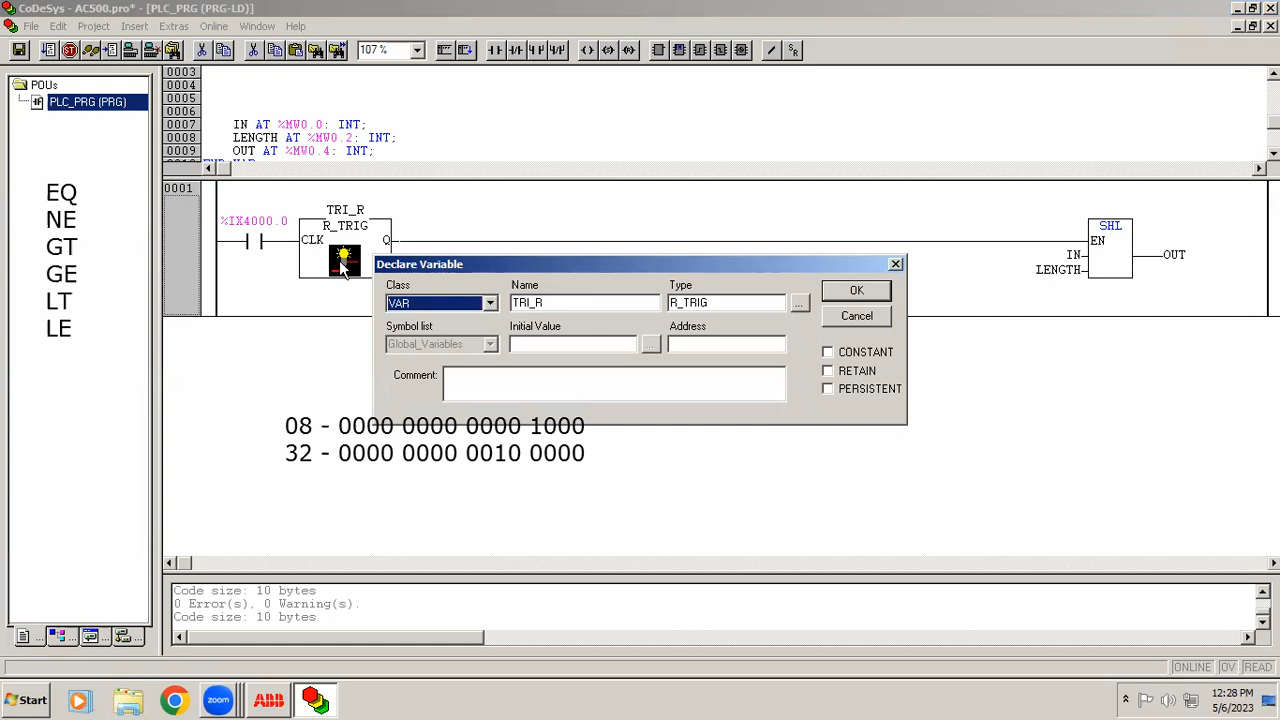 CoDeSys - AC500.pro* - [PLC_PRG (PRG-LD)]
File Edit Project Insert Extras Online Window Help
107 %
POUs
PLC_PRG (PRG)
0003
0004
0005
0006
0007 IN AT %MW0.0: INT;
0008 LENGTH AT %MW0.2: INT;
0009 OUT AT %MW0.4: INT;
EQ
NE
GT
GE
LT
LE
0001
TRI_R
%IX4000.0 R_TRIG SHL
CLK Q EN
IN OUT
LENGTH
Declare Variable
Class Name Type
VAR TRI_R R_TRIG ... OK
Symbol list Initial Value Address Cancel
Global_Variables ...
CONSTANT
Comment: RETAIN
PERSISTENT
08 - 0000 0000 0000 1000
32 - 0000 0000 0010 0000
Code size: 10 bytes
0 Error(s), 0 Warning(s).
Code size: 10 bytes
ONLINE OV READ
Start zoom ABB 12:28 PM
5/6/2023